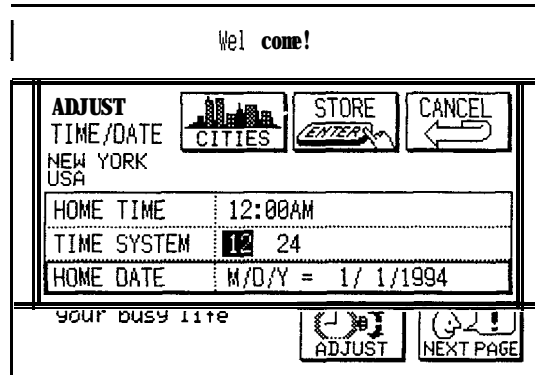 Wel come!
ADJUST
TIME/DATE
NEW YORK
USA
CITIES
STORE
ENTER
CANCEL
HOME TIME 12:00AM
TIME SYSTEM 12 24
HOME DATE M/D/Y = 1/ 1/1994
your busy life
ADJUST
NEXT PAGE